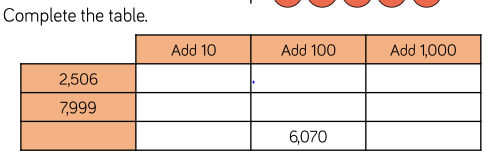 Complete the table.
Add 10 Add 100 Add 1,000
2,506
7,999
6,070